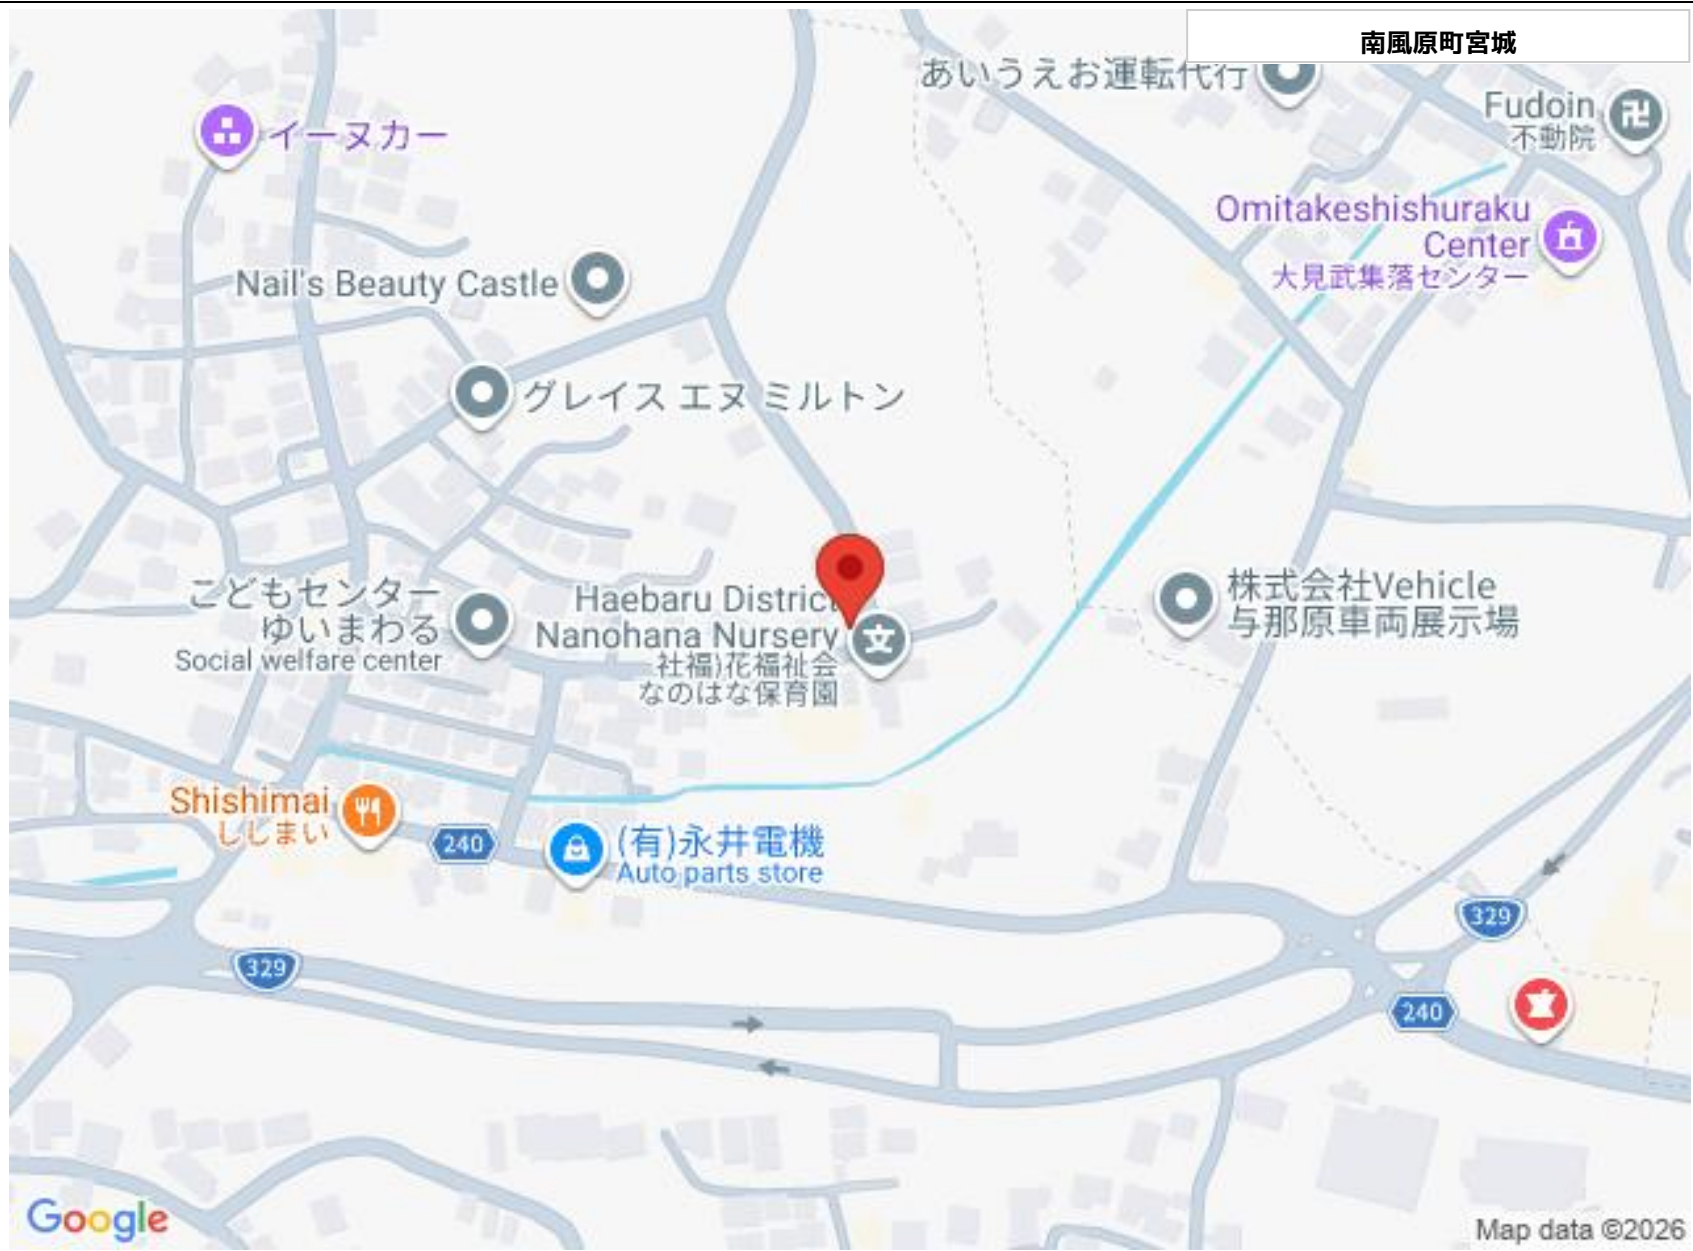 南風原町宮城
あいうえお運転代行
Fudoin
不動院
イーヌカー
Omitakeshishuraku
Center
大見武集落センター
Nail's Beauty Castle
グレイス エヌ ミルトン
こどもセンター
ゆいまわる
Social welfare center
Haebaru District
Nanohana Nursery
社福)花福祉会
なのはな保育園
株式会社Vehicle
与那原車両展示場
Shishimai
ししまい
240
(有)永井電機
Auto parts store
329
329
240
Google
Map data ©2026